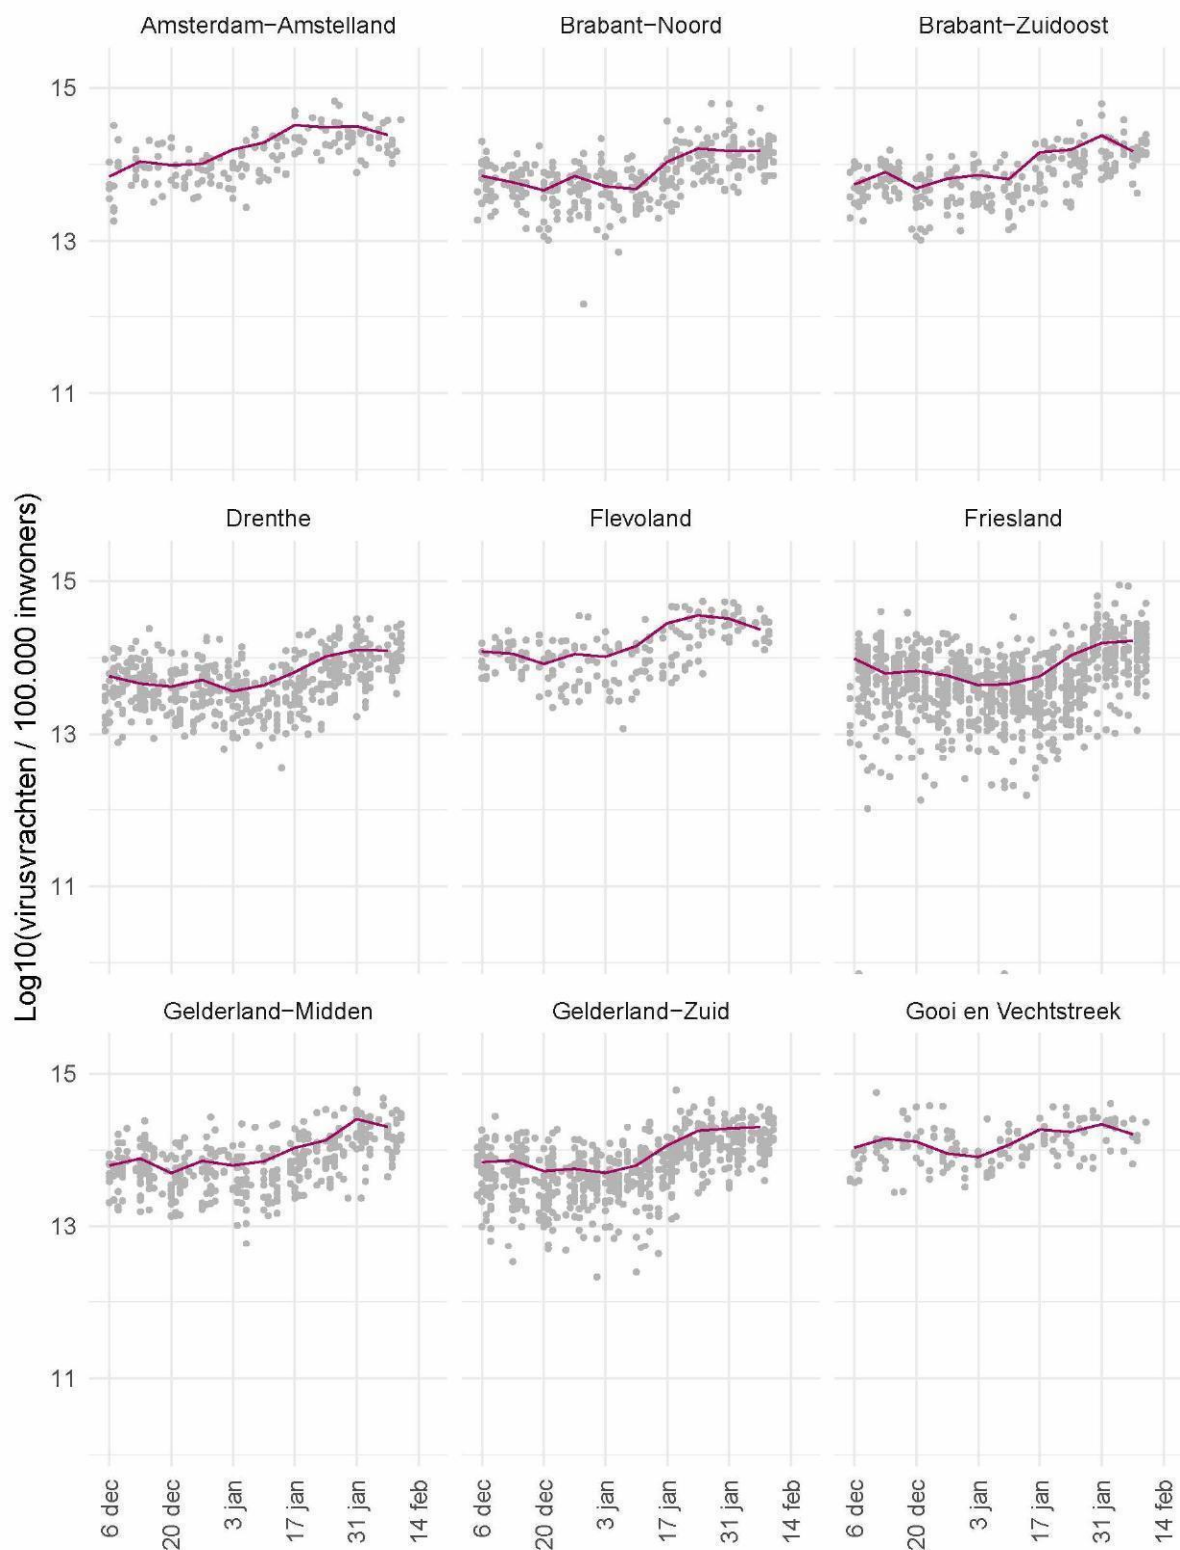 Amsterdam−Amstelland
Brabant−Noord
Brabant−Zuidoost
15
13
11
Drenthe
Flevoland
Friesland
15
13
11
Log10(virusvrachten / 100.000 inwoners)
Gelderland−Midden
Gelderland−Zuid
Gooi en Vechtstreek
15
13
11
6 dec
20 dec
3 jan
17 jan
31 jan
14 feb
6 dec
20 dec
3 jan
17 jan
31 jan
14 feb
6 dec
20 dec
3 jan
17 jan
31 jan
14 feb